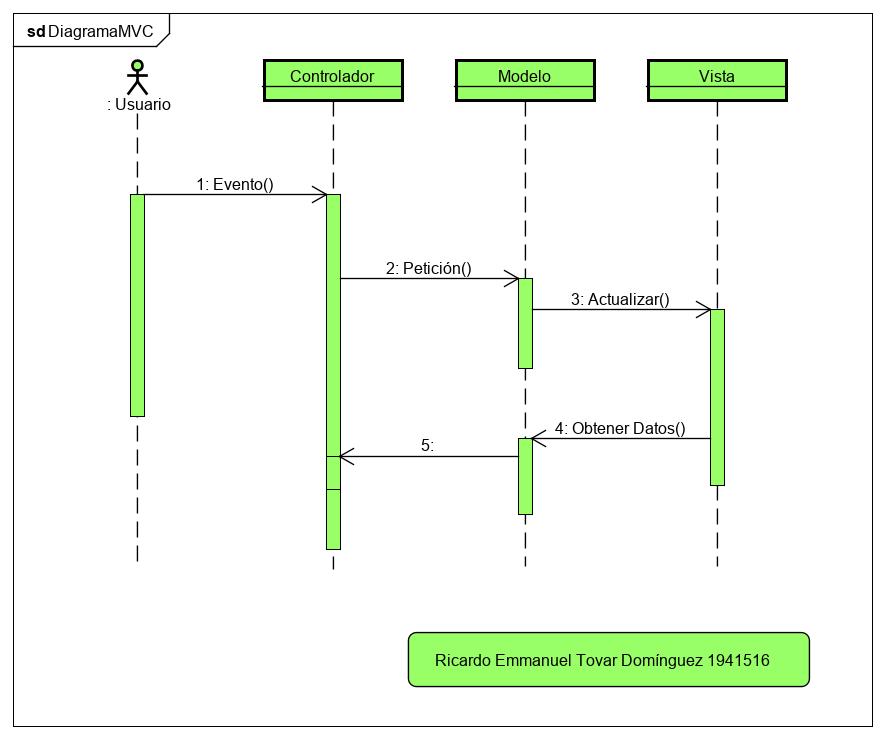 sd DiagramaMVC
: Usuario
Controlador
Modelo
Vista
1: Evento()
2: Petición()
3: Actualizar()
4: Obtener Datos()
5:
Ricardo Emmanuel Tovar Domínguez 1941516